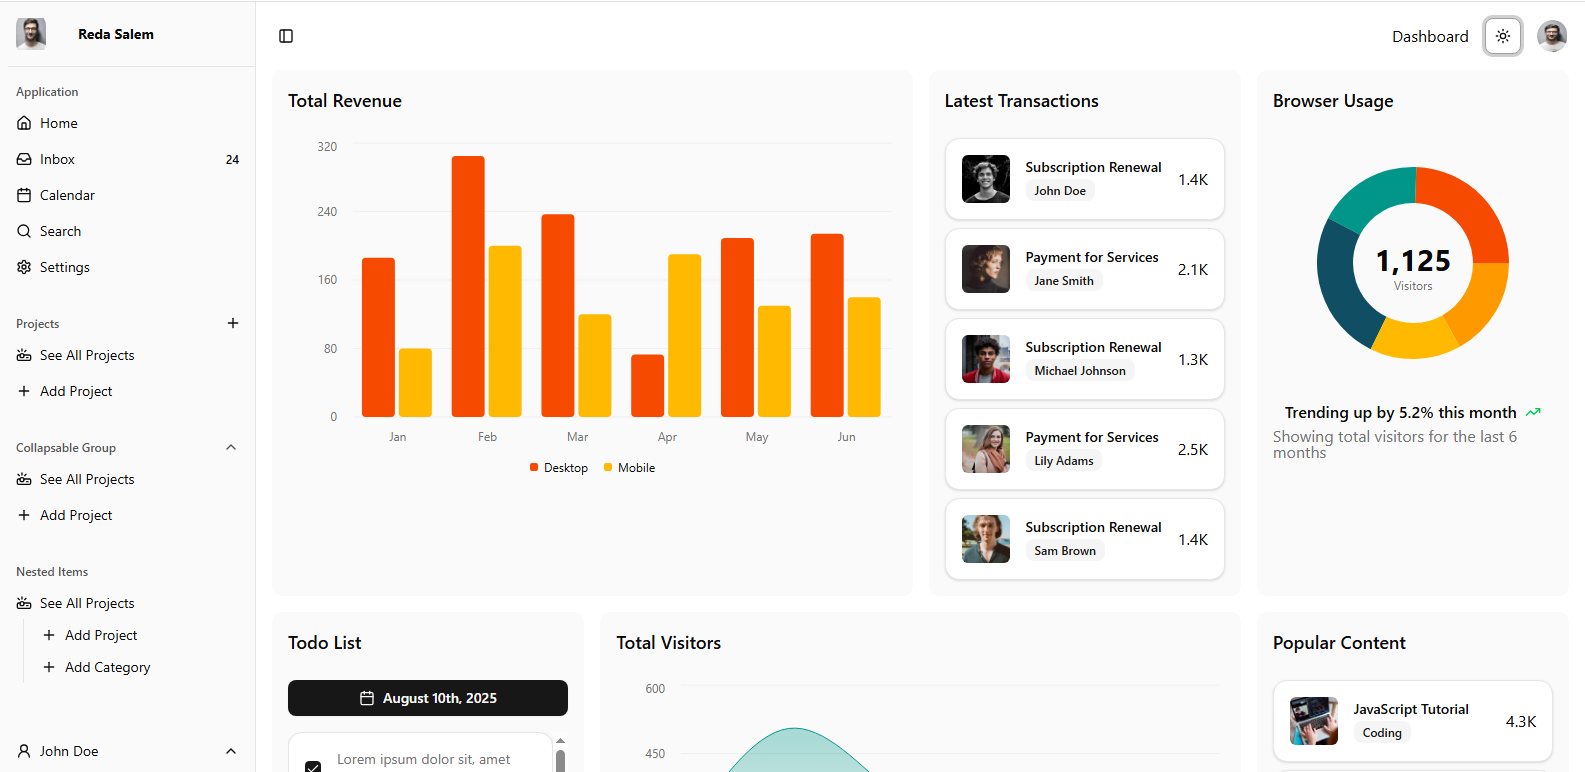 Reda Salem
Application
Home
Inbox 24
Calendar
Search
Settings
Projects
See All Projects
Add Project
Collapsable Group
See All Projects
Add Project
Nested Items
See All Projects
Add Project
Add Category
John Doe
Dashboard
Total Revenue
320
240
160
80
0
Jan Feb Mar Apr May Jun
Desktop Mobile
Latest Transactions
Subscription Renewal
John Doe
1.4K
Payment for Services
Jane Smith
2.1K
Subscription Renewal
Michael Johnson
1.3K
Payment for Services
Lily Adams
2.5K
Subscription Renewal
Sam Brown
1.4K
Browser Usage
1,125
Visitors
Trending up by 5.2% this month
Showing total visitors for the last 6
months
Todo List
August 10th, 2025
Lorem ipsum dolor sit, amet
Total Visitors
600
450
Popular Content
JavaScript Tutorial
Coding
4.3K